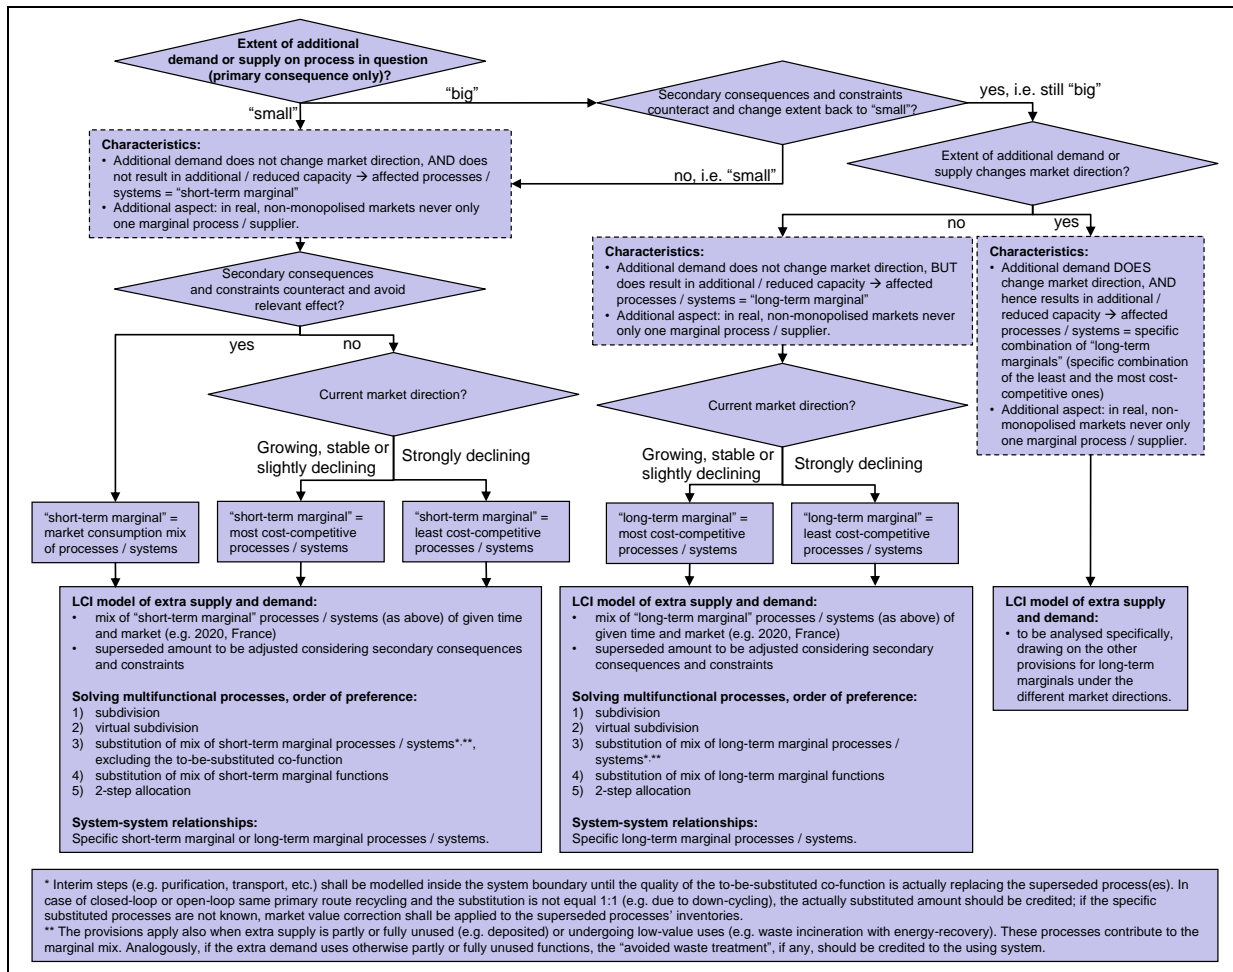 Extent of additional
demand or supply on process in question
(primary consequence only)?
“big”
“small”
Secondary consequences and constraints
counteract and change extent back to “small”?
yes, i.e. still “big”
no, i.e. “small”
Characteristics:
• Additional demand does not change market direction, AND does
not result in additional / reduced capacity → affected processes /
systems = “short-term marginal”
• Additional aspect: in real, non-monopolised markets never only
one marginal process / supplier.
Extent of additional demand or
supply changes market direction?
no
yes
Secondary consequences
and constraints counteract and avoid
relevant effect?
yes
no
Characteristics:
• Additional demand does not change market direction, BUT
does result in additional / reduced capacity → affected
processes / systems = “long-term marginal”
• Additional aspect: in real, non-monopolised markets never
only one marginal process / supplier.
Characteristics:
• Additional demand DOES
change market direction, AND
hence results in additional /
reduced capacity → affected
processes / systems = specific
combination of “long-term
marginals” (specific combination
of the least and the most cost-
competitive ones)
• Additional aspect: in real, non-
monopolised markets never only
one marginal process / supplier.
Current market direction?
Growing, stable or
slightly declining
Strongly declining
Current market direction?
Growing, stable or
slightly declining
Strongly declining
“short-term marginal” =
market consumption mix
of processes / systems
“short-term marginal” =
most cost-competitive
processes / systems
“short-term marginal” =
least cost-competitive
processes / systems
“long-term marginal” =
most cost-competitive
processes / systems
“long-term marginal” =
least cost-competitive
processes / systems
LCI model of extra supply and demand:
• mix of “short-term marginal” processes / systems (as above) of given time
and market (e.g. 2020, France)
• superseded amount to be adjusted considering secondary consequences
and constraints
Solving multifunctional processes, order of preference:
1) subdivision
2) virtual subdivision
3) substitution of mix of short-term marginal processes / systems*,**,
excluding the to-be-substituted co-function
4) substitution of mix of short-term marginal functions
5) 2-step allocation
System-system relationships:
Specific short-term marginal or long-term marginal processes / systems.
LCI model of extra supply and demand:
• mix of “long-term marginal” processes / systems (as above) of
given time and market (e.g. 2020, France)
• superseded amount to be adjusted considering secondary
consequences and constraints
Solving multifunctional processes, order of preference:
1) subdivision
2) virtual subdivision
3) substitution of mix of long-term marginal processes /
systems*,**
4) substitution of mix of long-term marginal functions
5) 2-step allocation
System-system relationships:
Specific long-term marginal processes / systems.
LCI model of extra supply
and demand:
• to be analysed specifically,
drawing on the other
provisions for long-term
marginals under the
different market directions.
* Interim steps (e.g. purification, transport, etc.) shall be modelled inside the system boundary until the quality of the to-be-substituted co-function is actually replacing the superseded process(es). In
case of closed-loop or open-loop same primary route recycling and the substitution is not equal 1:1 (e.g. due to down-cycling), the actually substituted amount should be credited; if the specific
substituted processes are not known, market value correction shall be applied to the superseded processes’ inventories.
** The provisions apply also when extra supply is partly or fully unused (e.g. deposited) or undergoing low-value uses (e.g. waste incineration with energy-recovery). These processes contribute to the
marginal mix. Analogously, if the extra demand uses otherwise partly or fully unused functions, the “avoided waste treatment”, if any, should be credited to the using system.